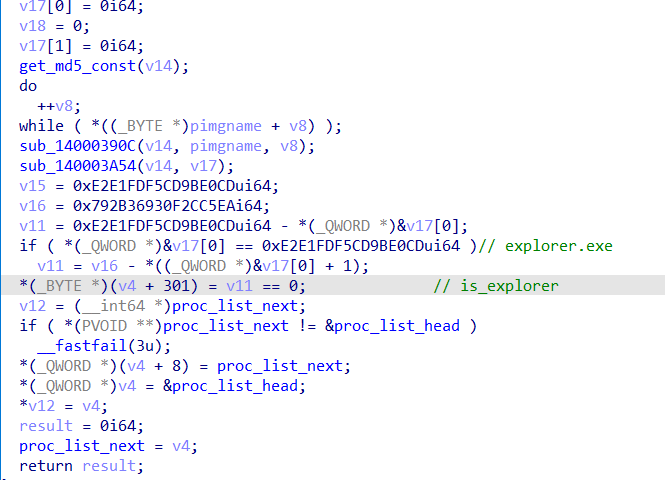 v17[0] = 0i64;
v18 = 0;
v17[1] = 0i64;
get_md5_const(v14);
do
++v8;
while ( *((_BYTE *)pimgname + v8) );
sub_14000390C(v14, pimgname, v8);
sub_140003A54(v14, v17);
v15 = 0xE2E1FDF5CD9BE0CDui64;
v16 = 0x792B36930F2CC5EAi64;
v11 = 0xE2E1FDF5CD9BE0CDui64 - *(_QWORD *)&v17[0];
if ( *(_QWORD *)&v17[0] == 0xE2E1FDF5CD9BE0CDui64 )// explorer.exe
v11 = v16 - *((_QWORD *)&v17[0] + 1);
*(_BYTE *)(v4 + 301) = v11 == 0; // is_explorer
v12 = (__int64 *)proc_list_next;
if ( *(PVOID **)proc_list_next != &proc_list_head )
__fastfail(3u);
*(_QWORD *)(v4 + 8) = proc_list_next;
*(_QWORD *)v4 = &proc_list_head;
*v12 = v4;
result = 0i64;
proc_list_next = v4;
return result;